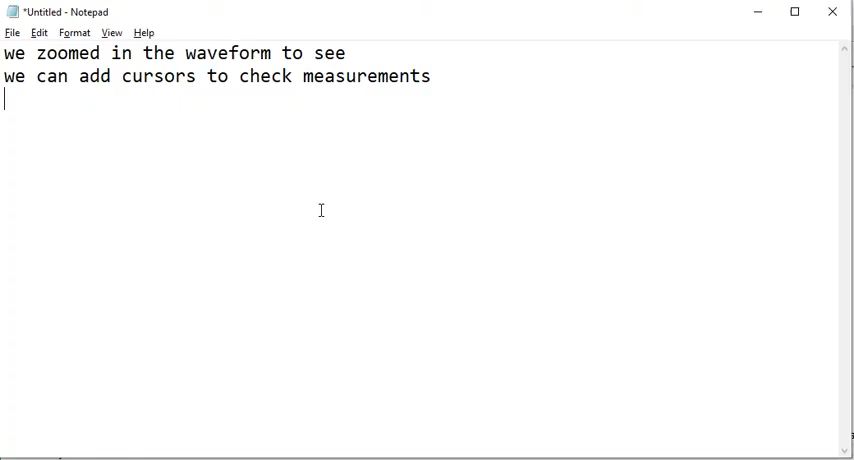 *Untitled - Notepad
File Edit Format View Help
we zoomed in the waveform to see
we can add cursors to check measurements